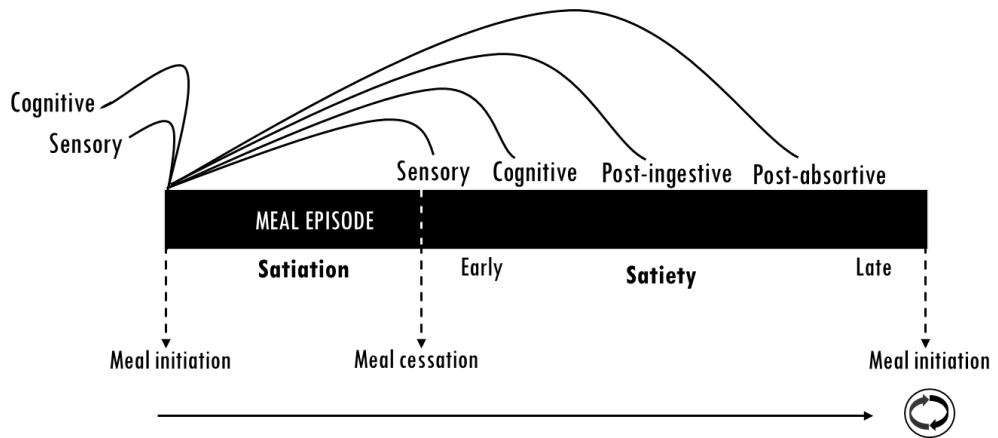 Cognitive
Sensory
Sensory Cognitive Post-ingestive Post-absortive
MEAL EPISODE
Satiation Early Satiety Late
Meal initiation Meal cessation Meal initiation